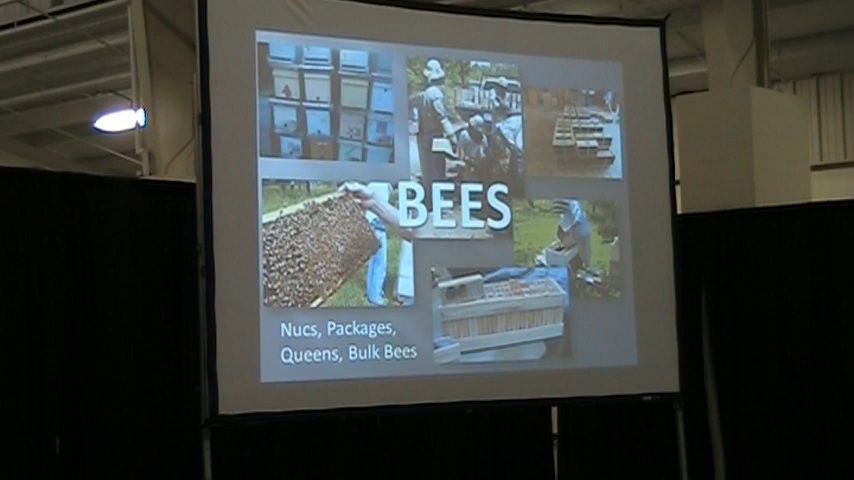 BEES
Nucs, Packages,
Queens, Bulk Bees